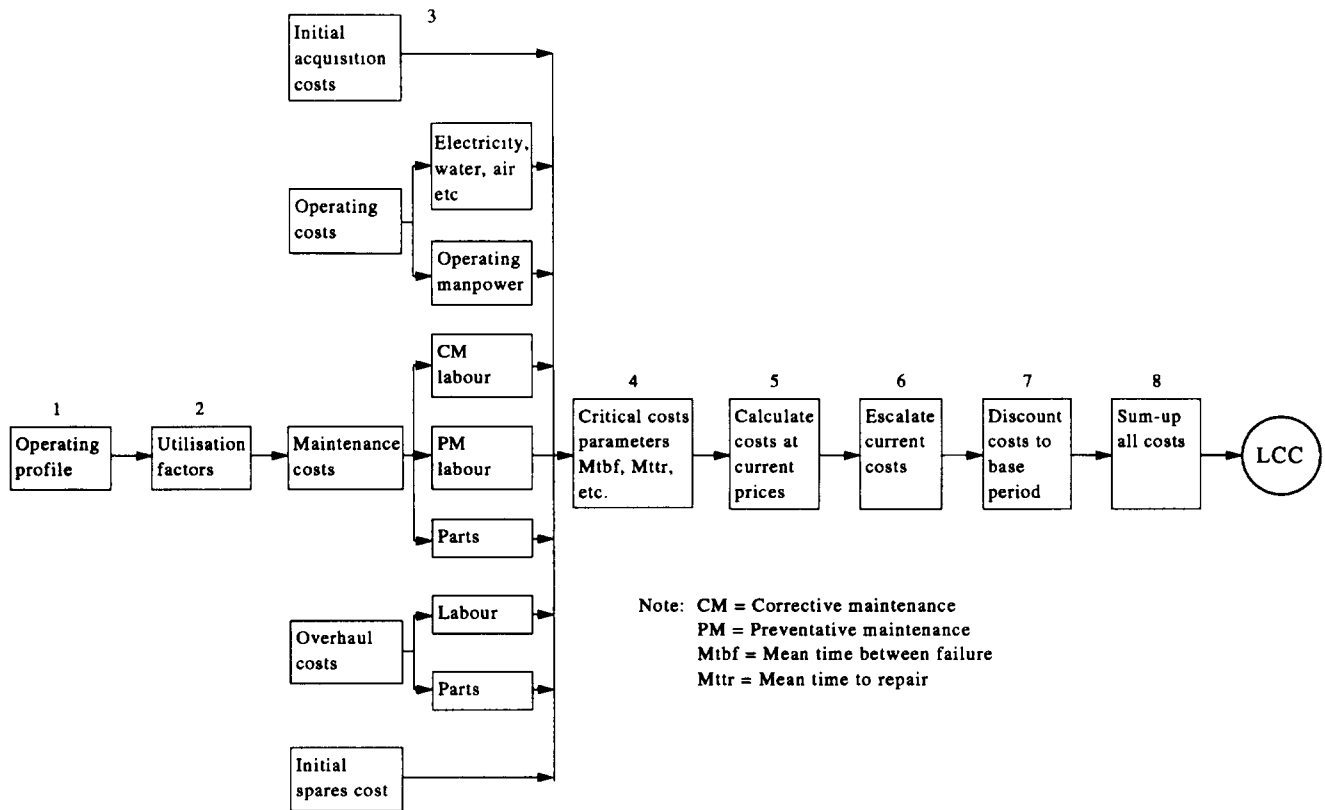 3
Initial
acquisition
costs
Electricity,
water, air
etc
Operating
costs
Operating
manpower
CM
labour
1
2
4
5
6
7
8
Operating
profile
Utilisation
factors
Maintenance
costs
PM
labour
Critical costs
parameters
Mtbf, Mttr,
etc.
Calculate
costs at
current
prices
Escalate
current
costs
Discount
costs to
base
period
Sum-up
all costs
LCC
Parts
Labour
Overhaul
costs
Parts
Initial
spares cost
Note: CM = Corrective maintenance
PM = Preventative maintenance
Mtbf = Mean time between failure
Mttr = Mean time to repair